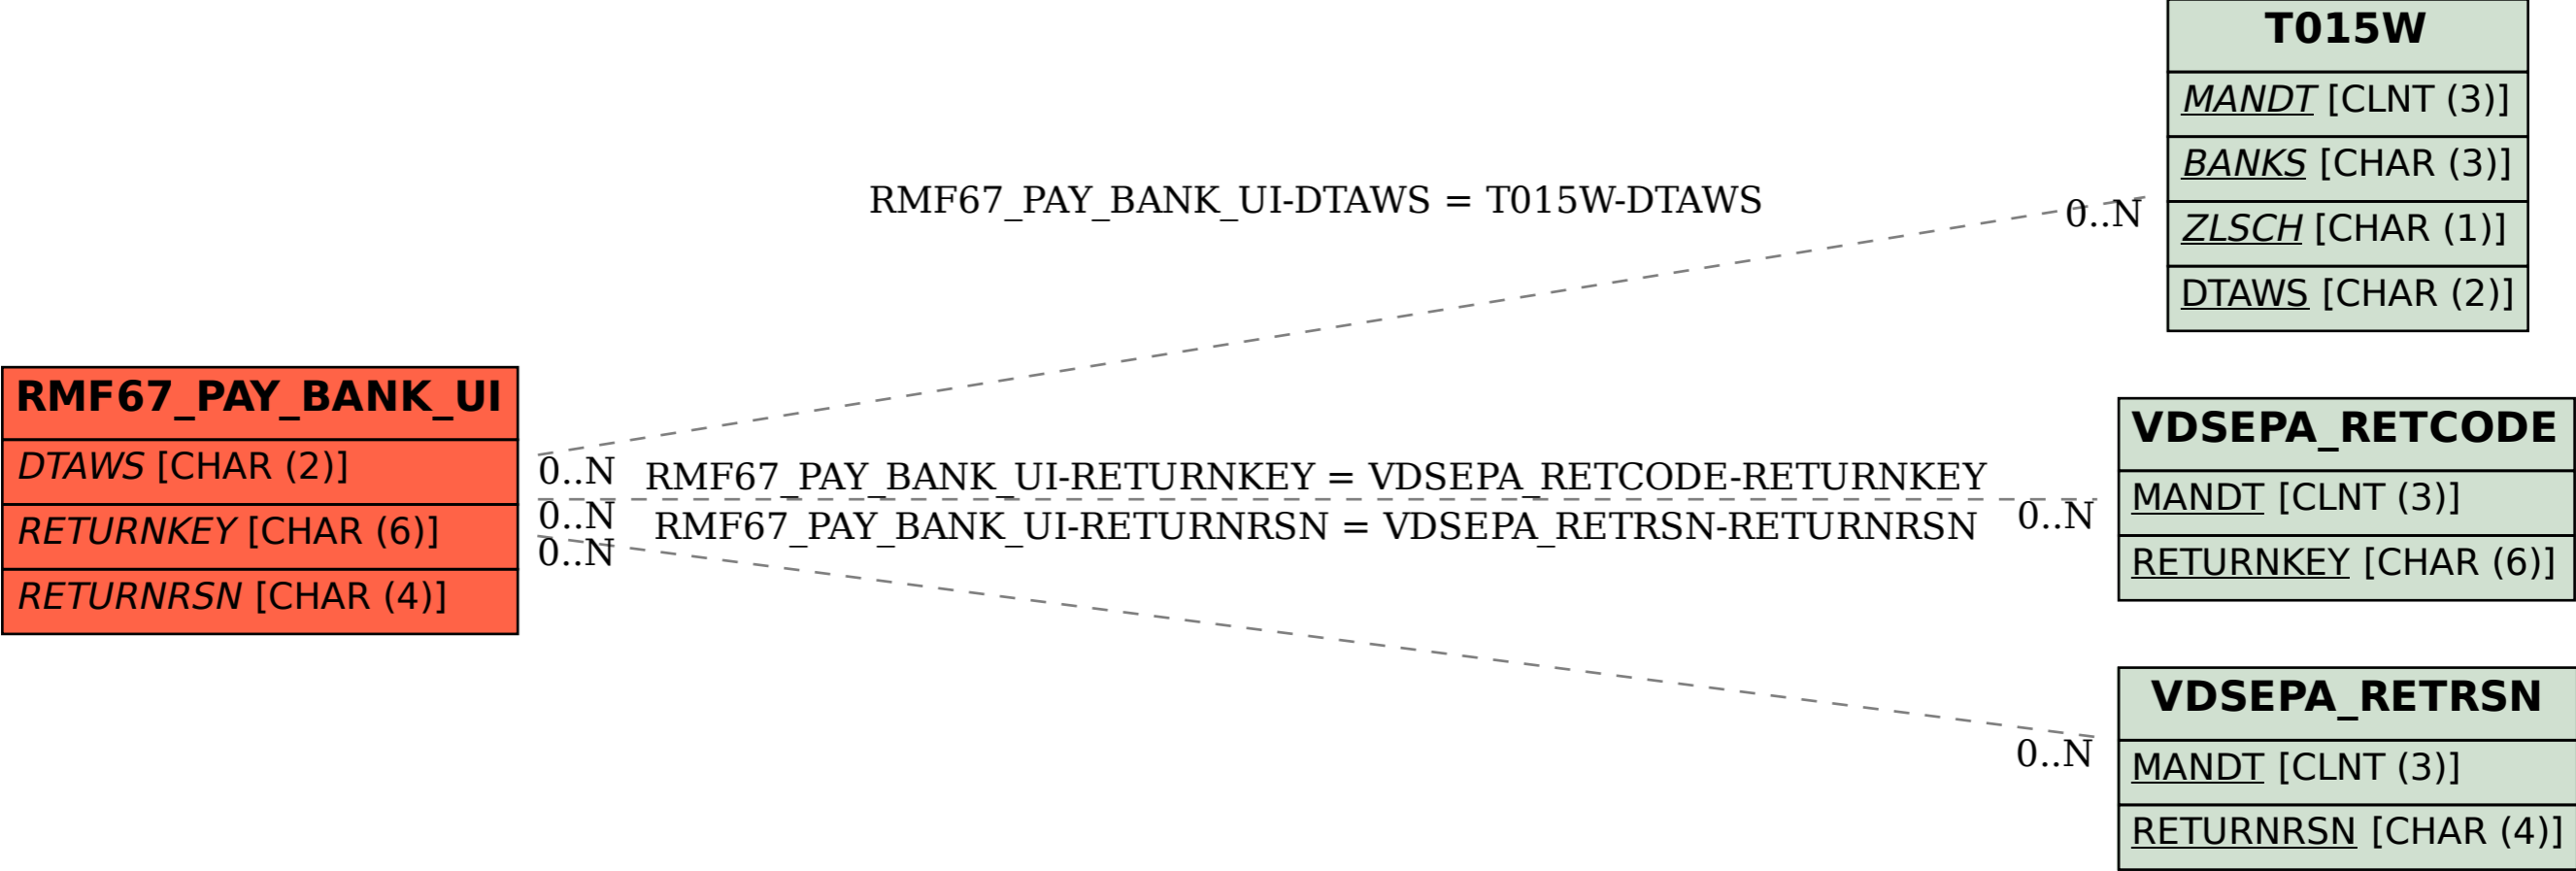 T015W
MANDT [CLNT (3)]
BANKS [CHAR (3)]
ZLSCH [CHAR (1)]
DTAWS [CHAR (2)]
RMF67_PAY_BANK_UI-DTAWS = T015W-DTAWS
0..N
RMF67_PAY_BANK_UI
DTAWS [CHAR (2)]
RETURNKEY [CHAR (6)]
RETURNRSN [CHAR (4)]
0..N
0..N
0..N
RMF67_PAY_BANK_UI-RETURNKEY = VDSEPA_RETCODE-RETURNKEY
RMF67_PAY_BANK_UI-RETURNRSN = VDSEPA_RETRSN-RETURNRSN
0..N
VDSEPA_RETCODE
MANDT [CLNT (3)]
RETURNKEY [CHAR (6)]
0..N
VDSEPA_RETRSN
MANDT [CLNT (3)]
RETURNRSN [CHAR (4)]